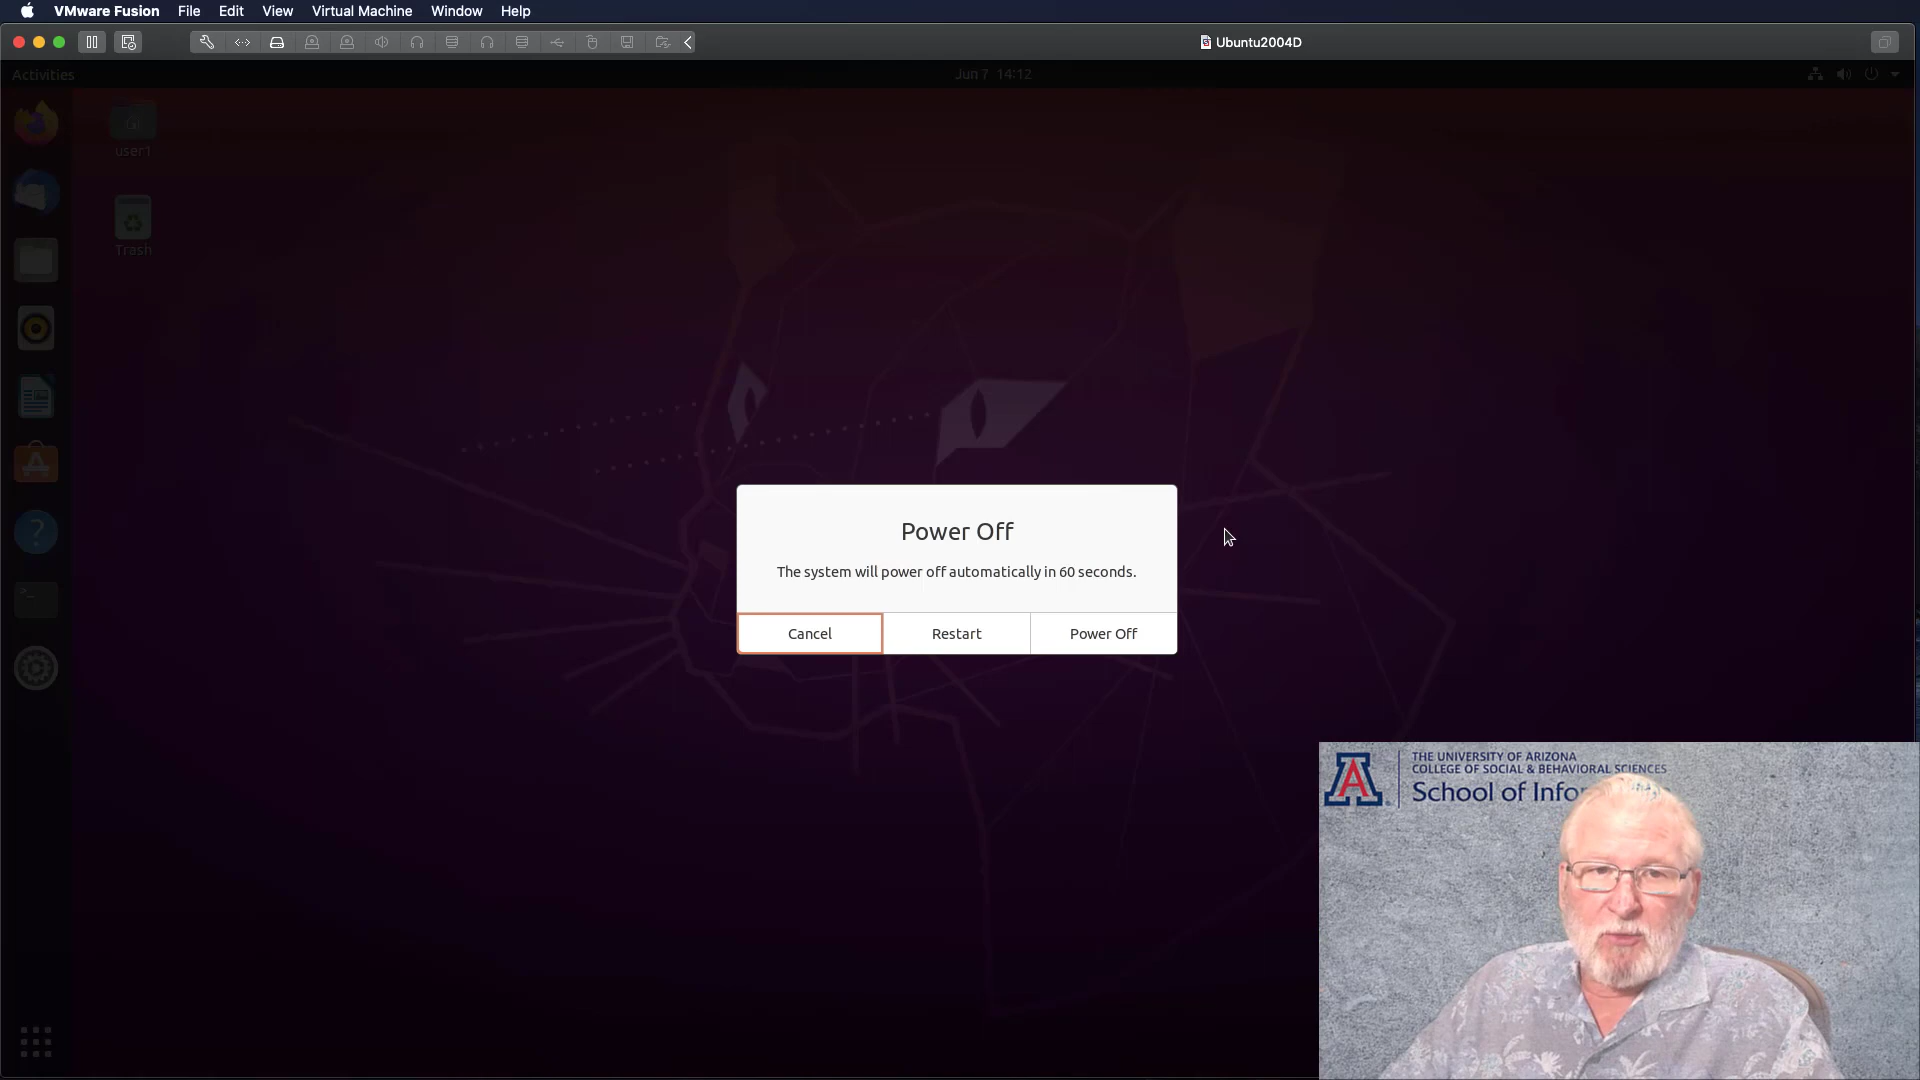 VMware Fusion File Edit View Virtual Machine Window Help
Ubuntu2004D
Activities
Jun 7 14:12
user1
Trash
Power Off
The system will power off automatically in 60 seconds.
Cancel
Restart
Power Off
THE UNIVERSITY OF ARIZONA
COLLEGE OF SOCIAL & BEHAVIORAL SCIENCES
School of Infor